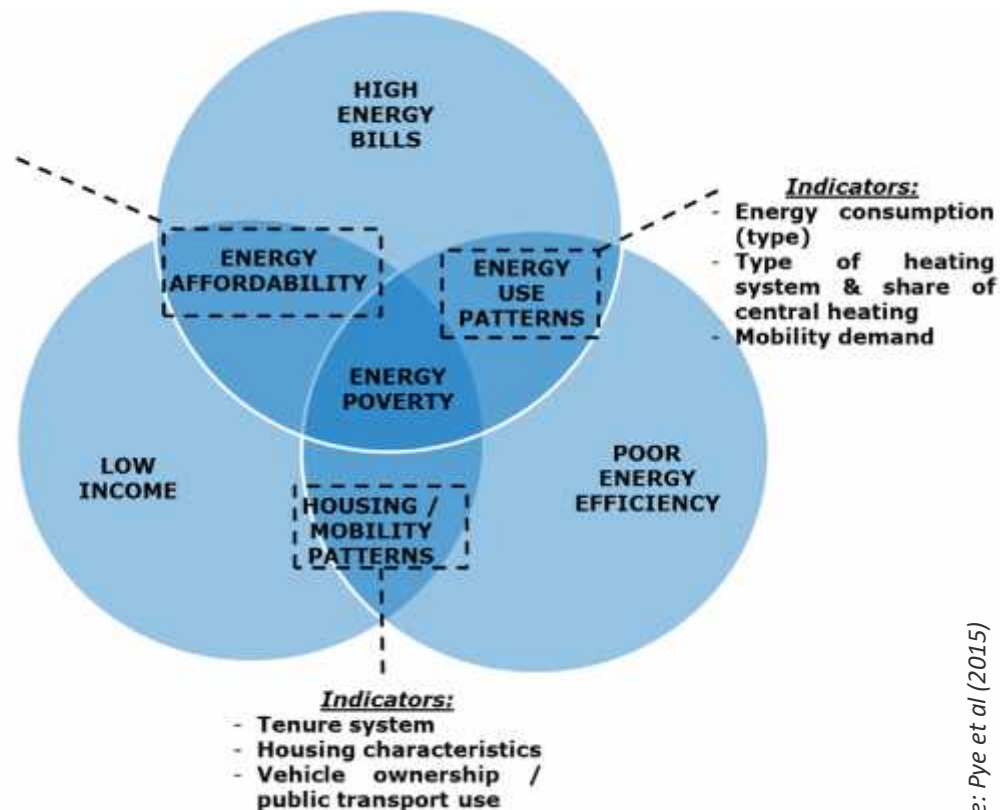 HIGH
ENERGY
BILLS
ENERGY
AFFORDABILITY
ENERGY
USE
PATTERNS
Indicators:
- Energy consumption
(type)
- Type of heating
system & share of
central heating
- Mobility demand
ENERGY
POVERTY
LOW
INCOME
POOR
ENERGY
EFFICIENCY
HOUSING /
MOBILITY
PATTERNS
Indicators:
- Tenure system
- Housing characteristics
- Vehicle ownership /
public transport use
e: Pye et al (2015)